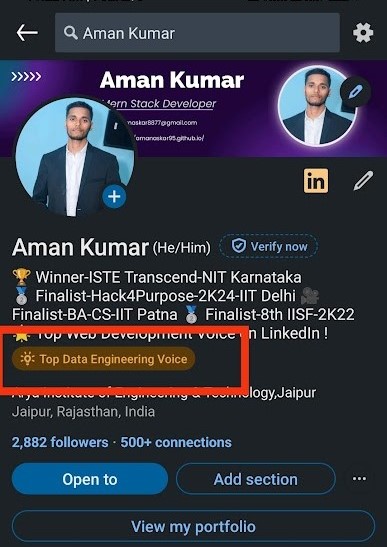 Aman Kumar
>>>>>
Aman Kumar
Mern Stack Developer
naskar8877@gmail.com
/amanaskar95.github.io/
in
Aman Kumar (He/Him) Verify now
🏆 Winner-ISTE Transcend-NIT Karnataka
🥈 Finalist-Hack4Purpose-2K24-IIT Delhi 🎥
Finalist-BA-CS-IIT Patna 🥈 Finalist-8th IISF-2K22
🌟 Top Web Development Voice on LinkedIn !
Top Data Engineering Voice
Arya Institute of Engineering & Technology,Jaipur
Jaipur, Rajasthan, India
2,882 followers · 500+ connections
Open to
Add section
...
View my portfolio